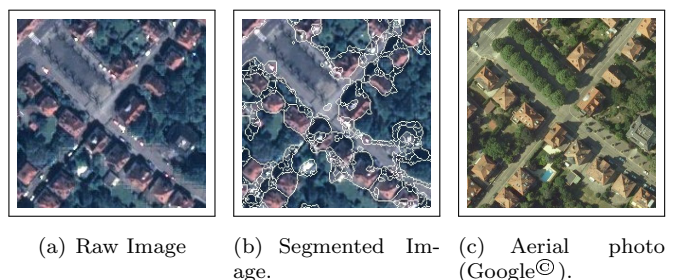 (a) Raw Image
(b) Segmented Im-
age.
(c) Aerial photo
(Google©).